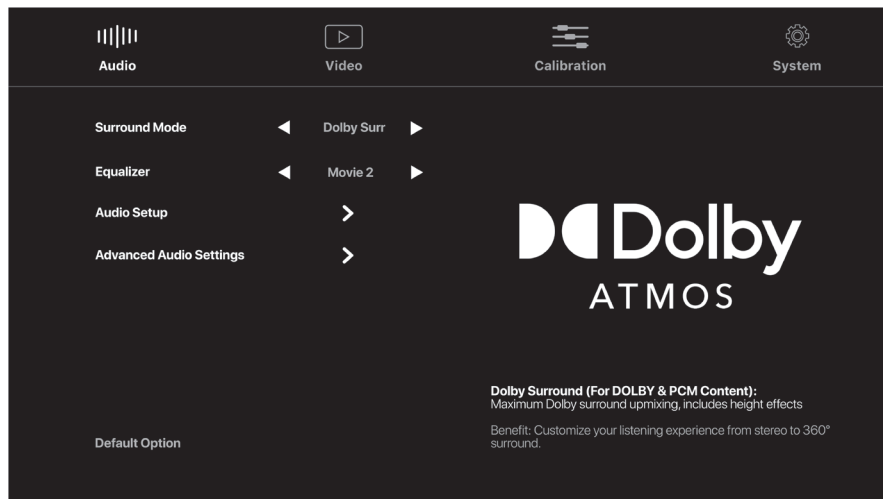 Audio
Video
Calibration
System
Surround Mode
Dolby Surr
Equalizer
Movie 2
Audio Setup
Advanced Audio Settings
Dolby
ATMOS
Dolby Surround (For DOLBY & PCM Content):
Maximum Dolby surround upmixing, includes height effects
Benefit: Customize your listening experience from stereo to 360°
surround.
Default Option